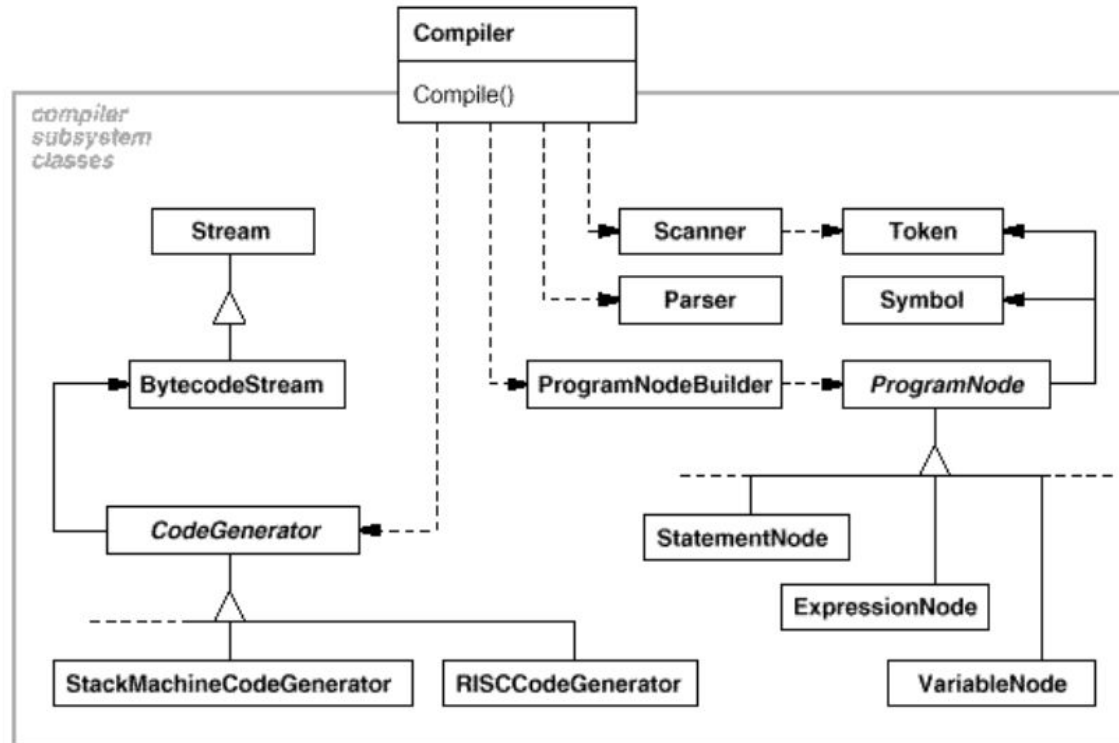 Compiler
Compile()
compiler
subsystem
classes
Stream
Scanner
Token
Parser
Symbol
BytecodeStream
ProgramNodeBuilder
ProgramNode
CodeGenerator
StatementNode
ExpressionNode
StackMachineCodeGenerator
RISCCodeGenerator
VariableNode